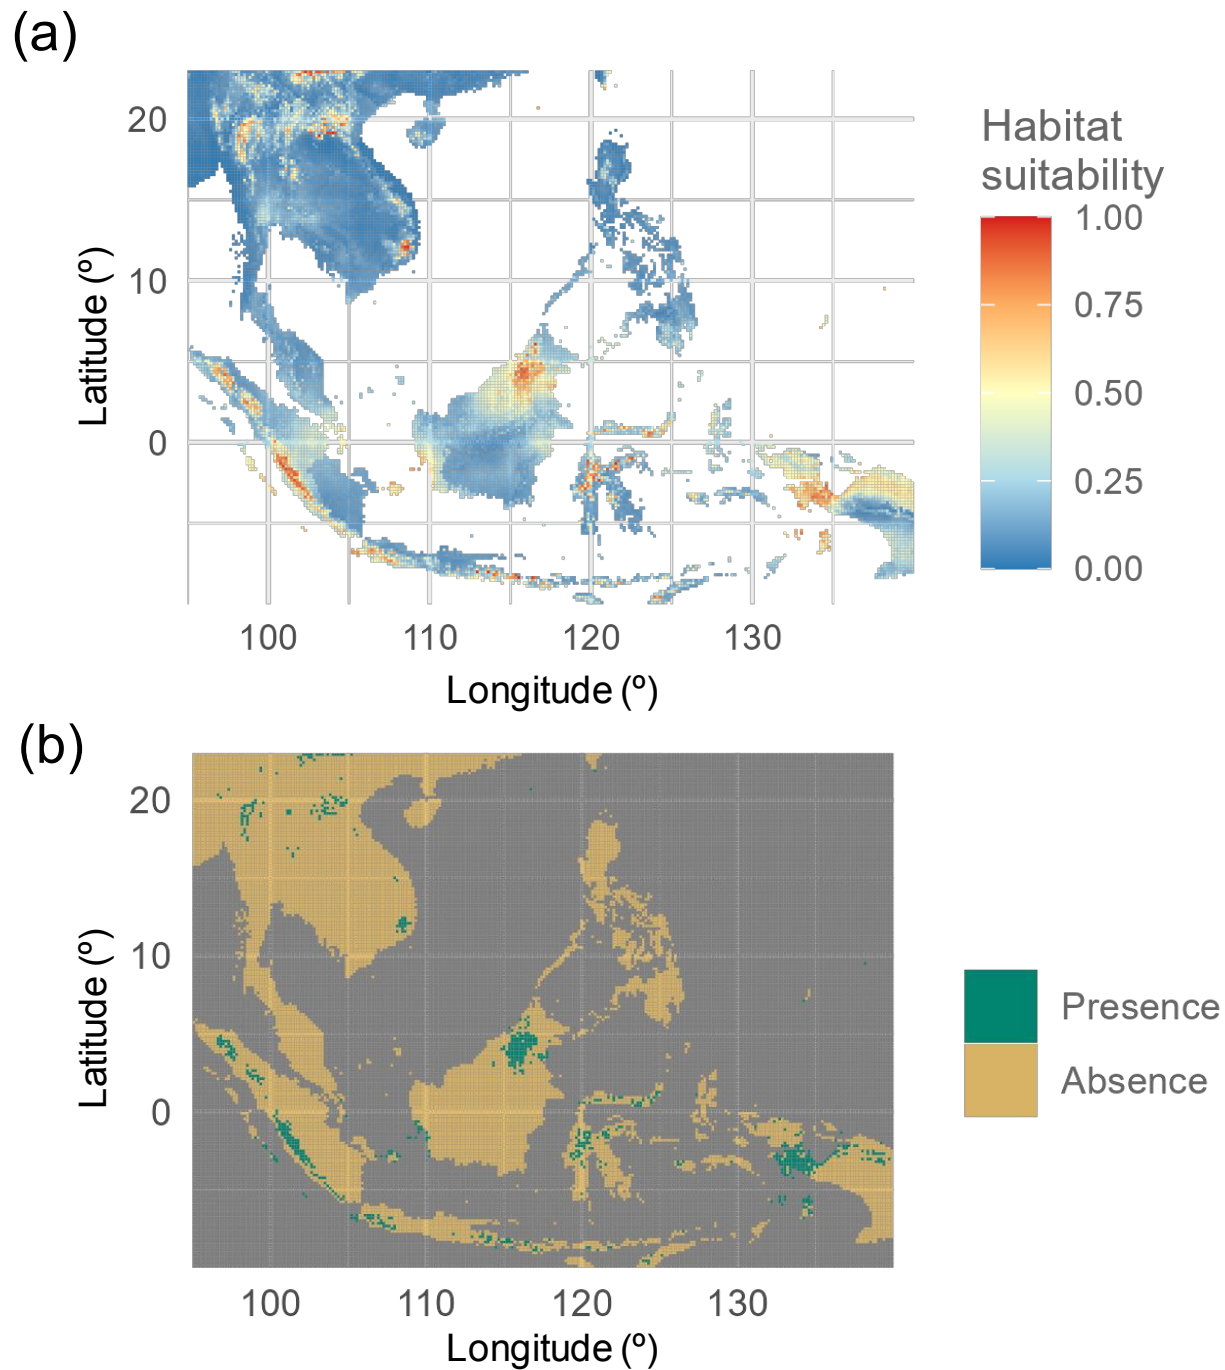 (a)
Habitat
suitability
1.00
0.75
0.50
0.25
0.00
20
10
0
Latitude (º)
100 110 120 130
Longitude (º)
(b)
20
10
0
Latitude (º)
Presence
Absence
100 110 120 130
Longitude (º)